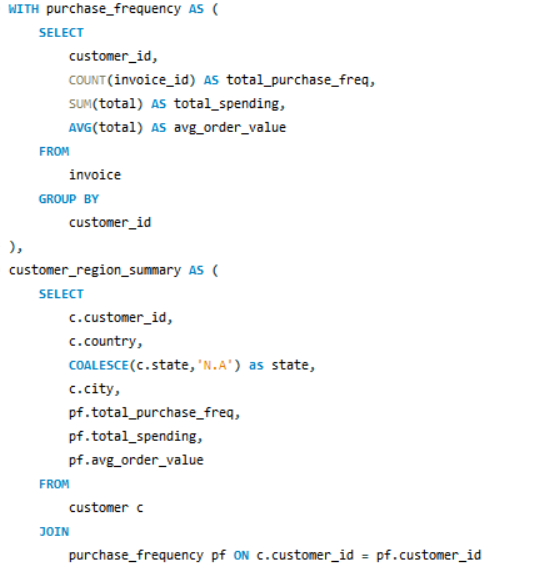 WITH purchase_frequency AS (
SELECT
customer_id,
COUNT(invoice_id) AS total_purchase_freq,
SUM(total) AS total_spending,
AVG(total) AS avg_order_value
FROM
invoice
GROUP BY
customer_id
),
customer_region_summary AS (
SELECT
c.customer_id,
c.country,
COALESCE(c.state,'N.A') as state,
c.city,
pf.total_purchase_freq,
pf.total_spending,
pf.avg_order_value
FROM
customer c
JOIN
purchase_frequency pf ON c.customer_id = pf.customer_id